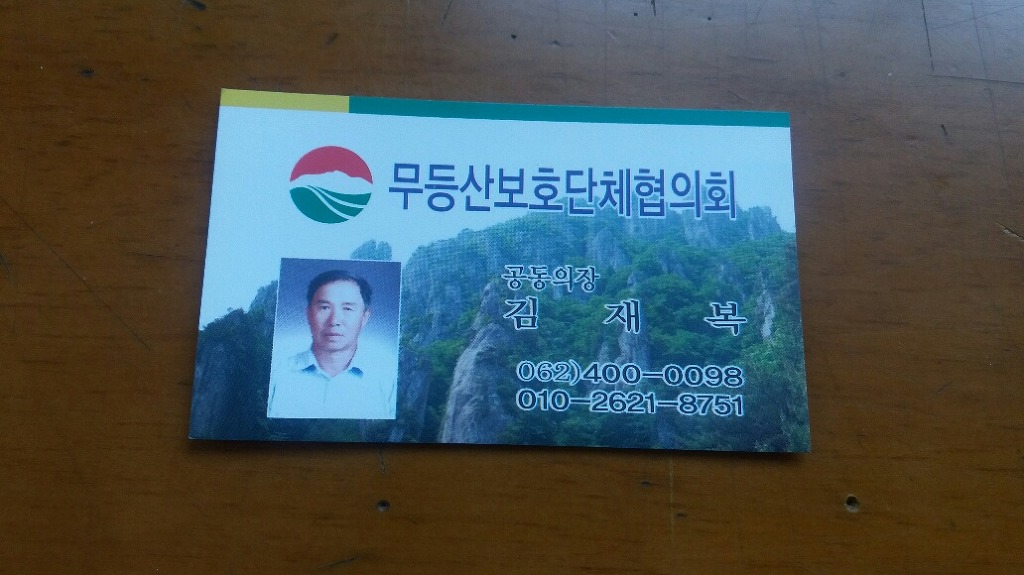 무등산보호단체협의회
공동의장
김 재 복
062)400-0098
010-2621-8751